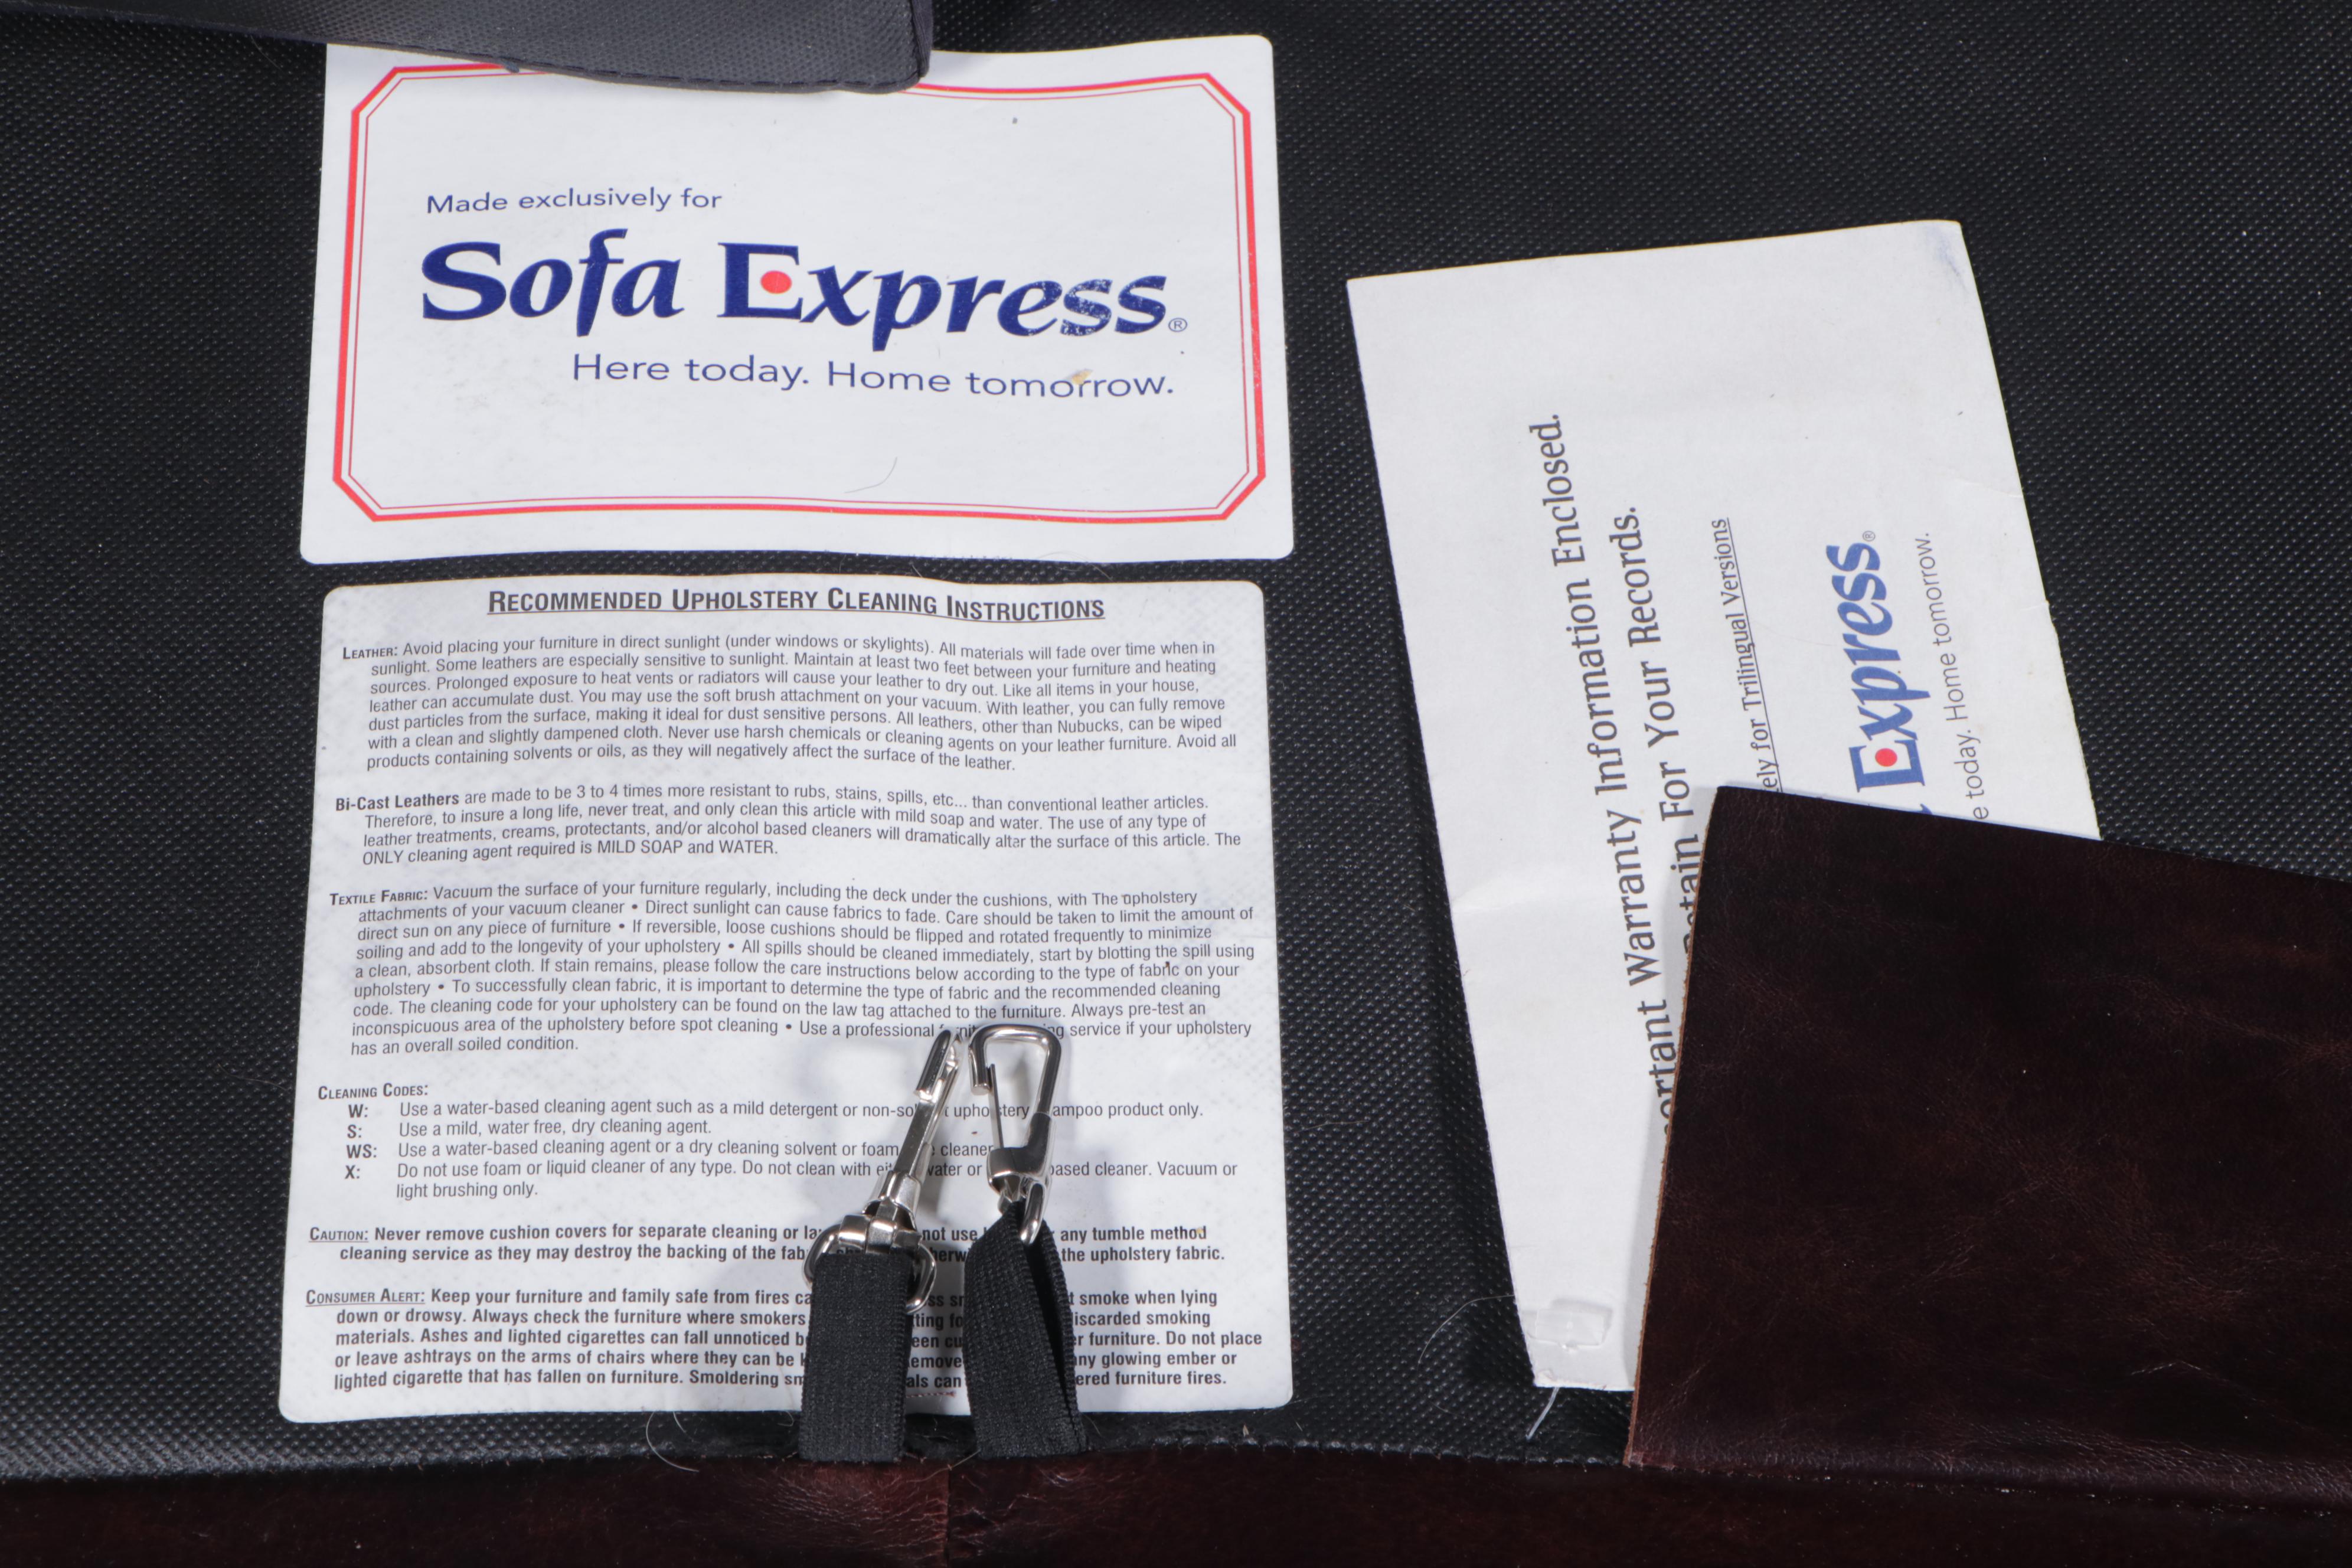 Made exclusively for
Sofa Express®
Here today. Home tomorrow.
RECOMMENDED UPHOLSTERY CLEANING INSTRUCTIONS
LEATHER: Avoid placing your furniture in direct sunlight (under windows or skylights). All materials will fade over time when in
sunlight. Some leathers are especially sensitive to sunlight. Maintain at least two feet between your furniture and heating
sources. Prolonged exposure to heat vents or radiators will cause your leather to dry out. Like all items in your house,
leather can accumulate dust. You may use the soft brush attachment on your vacuum. With leather, you can fully remove
dust particles from the surface, making it ideal for dust sensitive persons. All leathers, other than Nubucks, can be wiped
with a clean and slightly dampened cloth. Never use harsh chemicals or cleaning agents on your leather furniture. Avoid all
products containing solvents or oils, as they will negatively affect the surface of the leather.
Bi-Cast Leathers are made to be 3 to 4 times more resistant to rubs, stains, spills, etc... than conventional leather articles.
Therefore, to insure a long life, never treat, and only clean this article with mild soap and water. The use of any type of
leather treatments, creams, protectants, and/or alcohol based cleaners will dramatically altar the surface of this article. The
ONLY cleaning agent required is MILD SOAP and WATER.
TEXTILE FABRIC: Vacuum the surface of your furniture regularly, including the deck under the cushions, with The upholstery
attachments of your vacuum cleaner • Direct sunlight can cause fabrics to fade. Care should be taken to limit the amount of
direct sun on any piece of furniture • If reversible, loose cushions should be flipped and rotated frequently to minimize
soiling and add to the longevity of your upholstery • All spills should be cleaned immediately, start by blotting the spill using
a clean, absorbent cloth. If stain remains, please follow the care instructions below according to the type of fabric on your
upholstery • To successfully clean fabric, it is important to determine the type of fabric and the recommended cleaning
code. The cleaning code for your upholstery can be found on the law tag attached to the furniture. Always pre-test an
inconspicuous area of the upholstery before spot cleaning • Use a professional service if your upholstery
has an overall soiled condition.
CLEANING CODES:
W: Use a water-based cleaning agent such as a mild detergent or non-so ampoo product only.
S: Use a mild, water free, dry cleaning agent.
WS: Use a water-based cleaning agent or a dry cleaning solvent or foam cleaner
X: Do not use foam or liquid cleaner of any type. Do not clean with water or based cleaner. Vacuum or
light brushing only.
CAUTION: Never remove cushion covers for separate cleaning or not use any tumble method
cleaning service as they may destroy the backing of the the upholstery fabric.
CONSUMER ALERT: Keep your furniture and family safe from fires smoke when lying
down or drowsy. Always check the furniture where smokers discarded smoking
materials. Ashes and lighted cigarettes can fall unnoticed furniture. Do not place
or leave ashtrays on the arms of chairs where they can be any glowing ember or
lighted cigarette that has fallen on furniture. Smoldering can furniture fires.
ortant Warranty Information Enclosed.
Retain For Your Records.
ely for Trilingual Versions
Express®
e today. Home tomorrow.